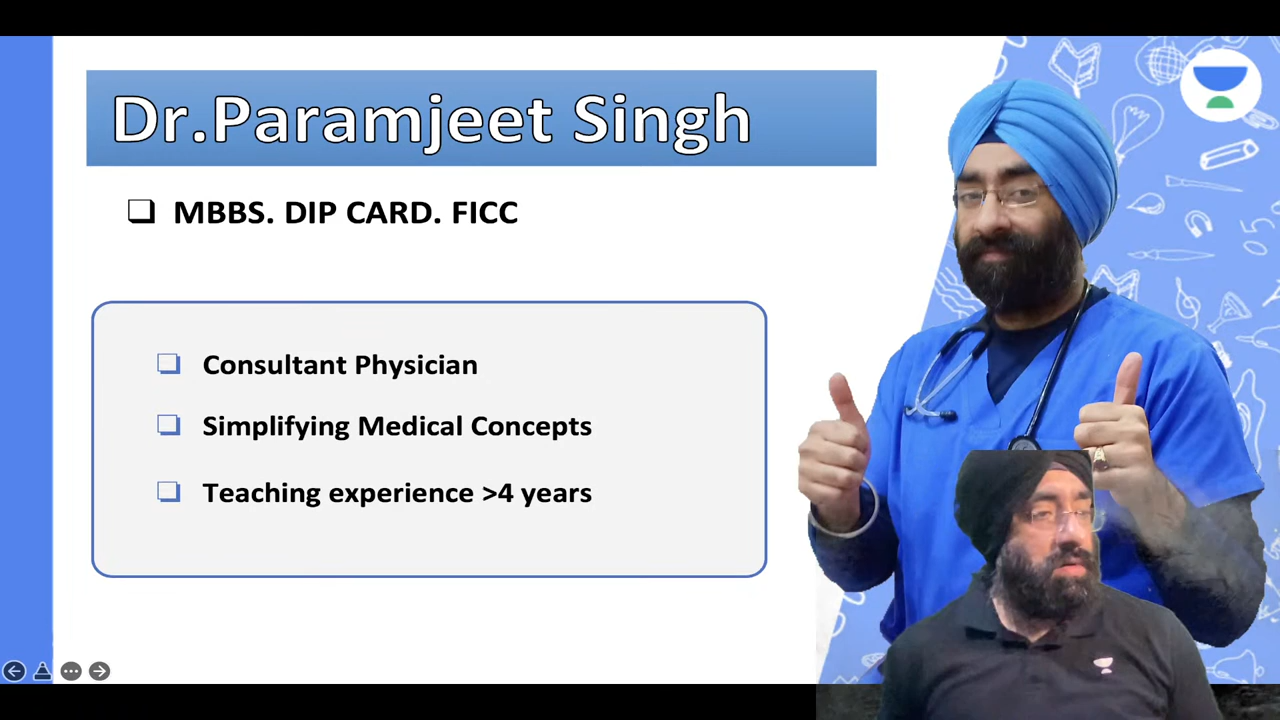 Dr.Paramjeet Singh
MBBS. DIP CARD. FICC
Consultant Physician
Simplifying Medical Concepts
Teaching experience >4 years